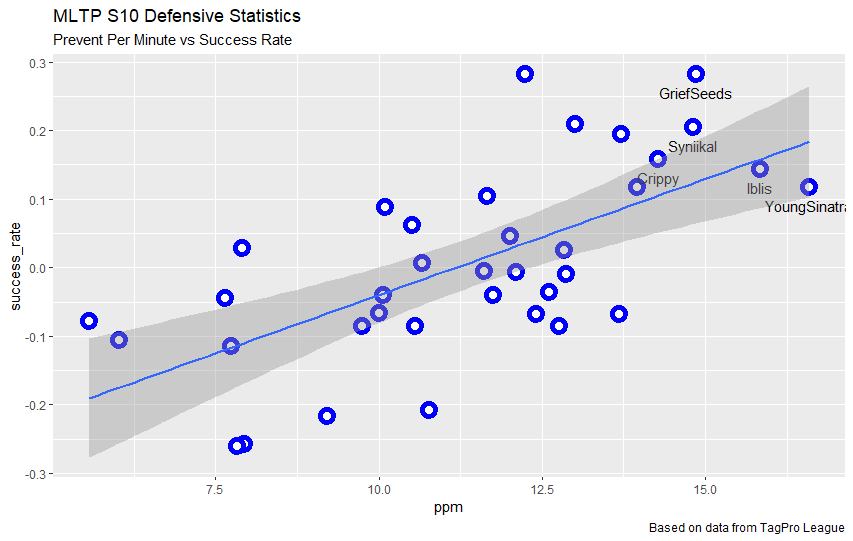 MLTP S10 Defensive Statistics
Prevent Per Minute vs Success Rate
0.3
GriefSeeds
0.2
Syniikal
Crippy
Iblis
0.1
YoungSinatra
0.0
-0.1
-0.2
-0.3
success_rate
7.5 10.0 12.5 15.0
ppm
Based on data from TagPro League